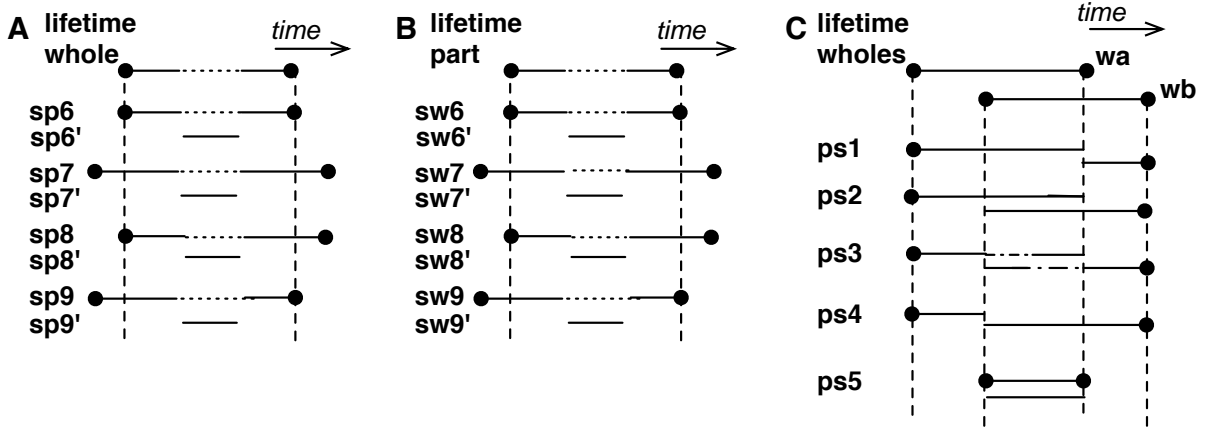 A lifetime whole
time
sp6
sp6'
sp7
sp7'
sp8
sp8'
sp9
sp9'
B lifetime part
time
sw6
sw6'
sw7
sw7'
sw8
sw8'
sw9
sw9'
C lifetime wholes
time
wa
wb
ps1
ps2
ps3
ps4
ps5